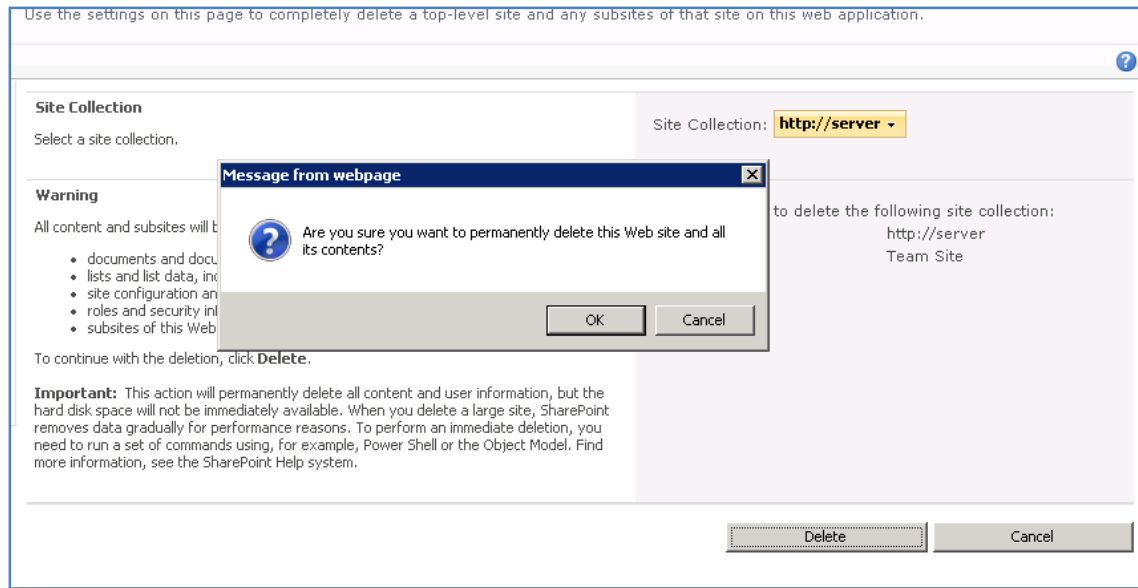 Use the settings on this page to completely delete a top-level site and any subsites of that site on this web application.
Site Collection
Select a site collection.
Site Collection: http://server
Warning
All content and subsites will
documents and
lists and list data,
site configuration
roles and security
subsites of this Web
To continue with the deletion, click Delete.
Important: This action will permanently delete all content and user information, but the
hard disk space will not be immediately available. When you delete a large site, SharePoint
removes data gradually for performance reasons. To perform an immediate deletion, you
need to run a set of commands using, for example, Power Shell or the Object Model. Find
more information, see the SharePoint Help system.
to delete the following site collection:
http://server
Team Site
Message from webpage
Are you sure you want to permanently delete this Web site and all
its contents?
OK
Cancel
Delete
Cancel